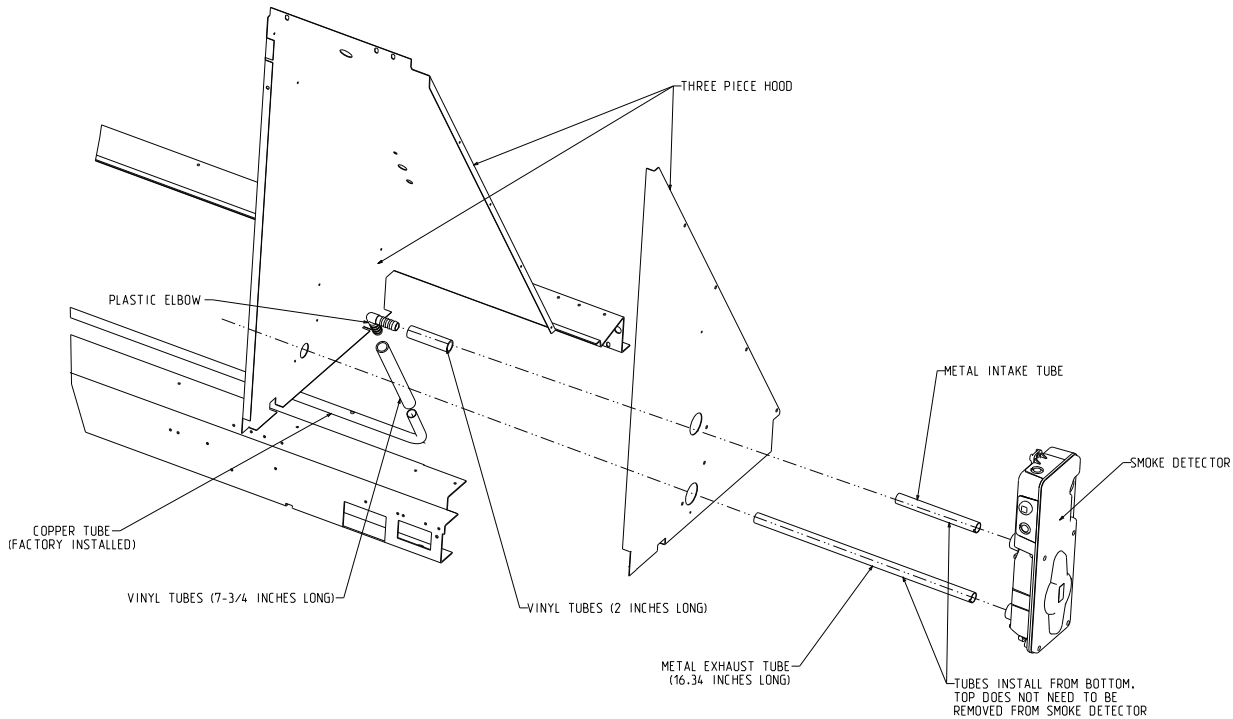 THREE PIECE HOOD
PLASTIC ELBOW
METAL INTAKE TUBE
SMOKE DETECTOR
COPPER TUBE
(FACTORY INSTALLED)
VINYL TUBES (7-3/4 INCHES LONG)
VINYL TUBES (2 INCHES LONG)
METAL EXHAUST TUBE
(16.34 INCHES LONG)
TUBES INSTALL FROM BOTTOM.
TOP DOES NOT NEED TO BE
REMOVED FROM SMOKE DETECTOR